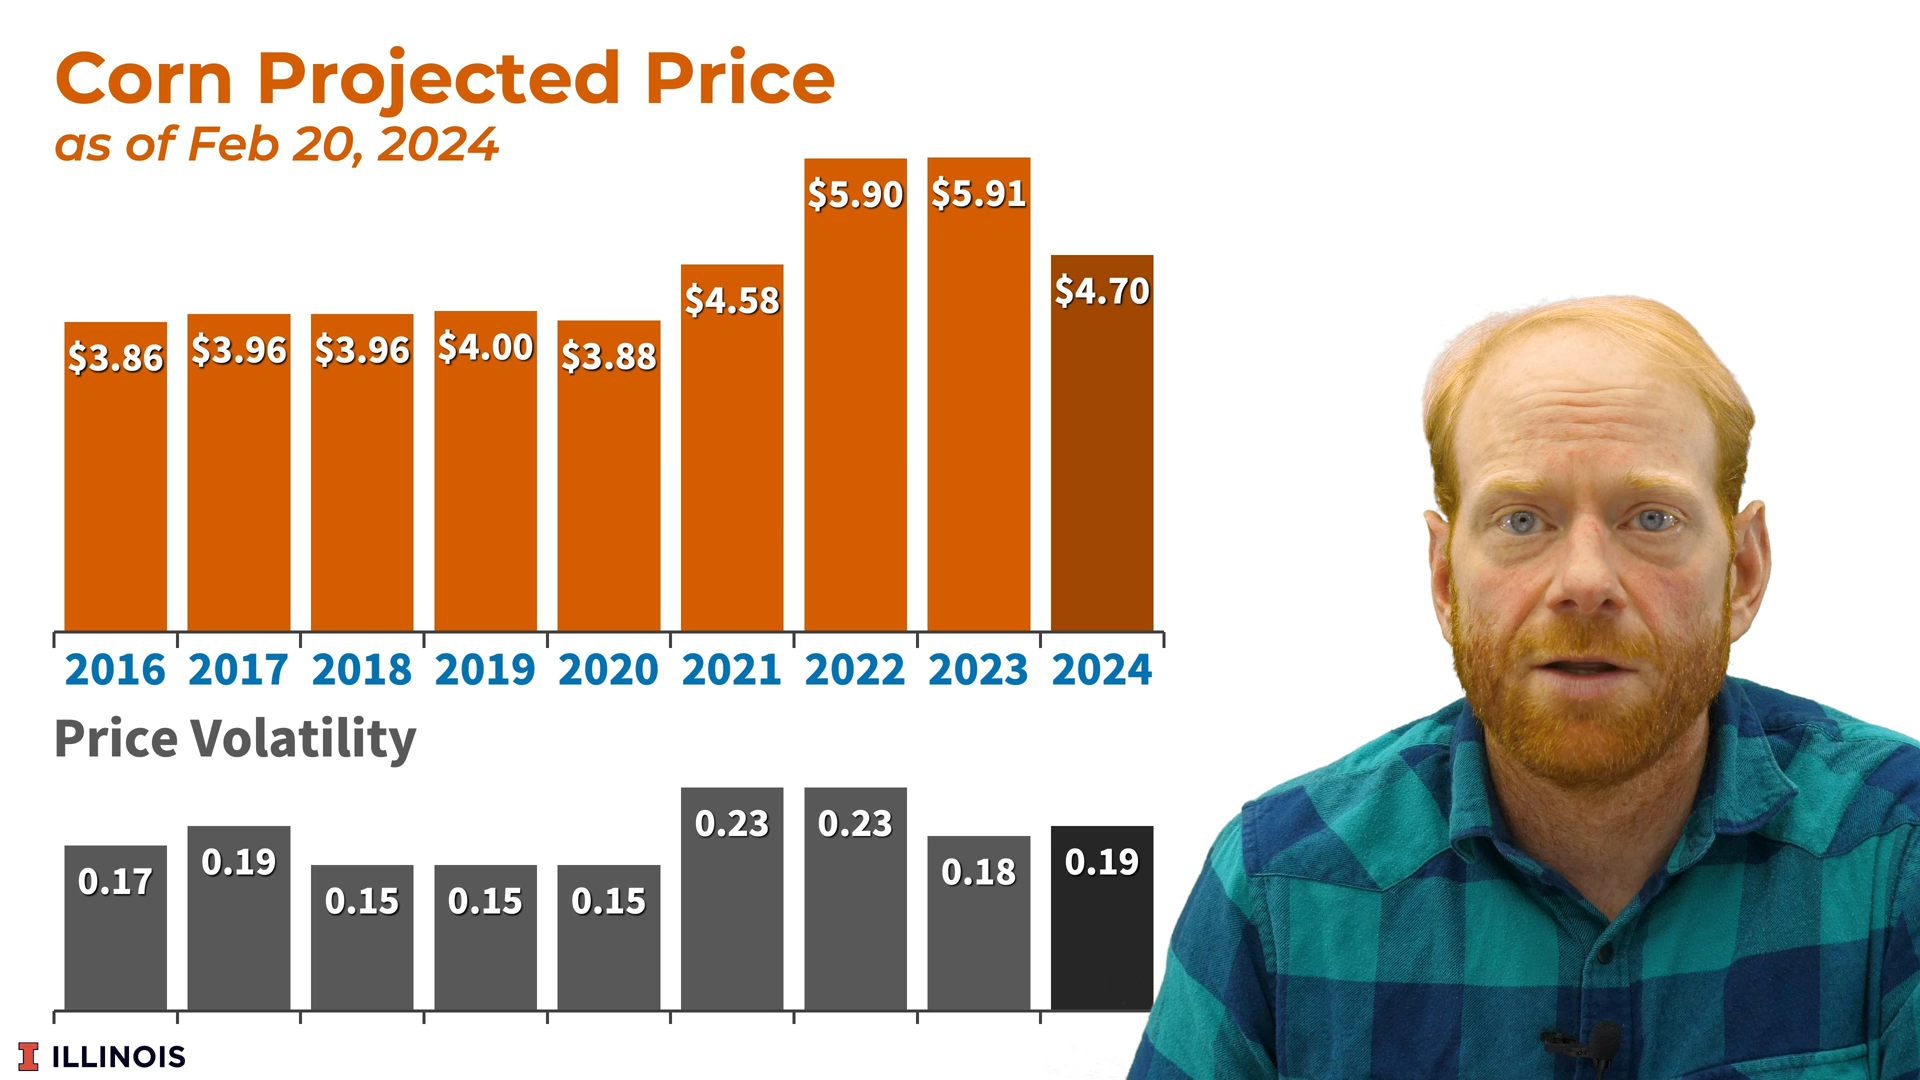 Corn Projected Price
as of Feb 20, 2024
$3.86 $3.96 $3.96 $4.00 $3.88 $4.58 $5.90 $5.91 $4.70
2016 2017 2018 2019 2020 2021 2022 2023 2024
Price Volatility
0.17 0.19 0.15 0.15 0.15 0.23 0.23 0.18 0.19
I ILLINOIS